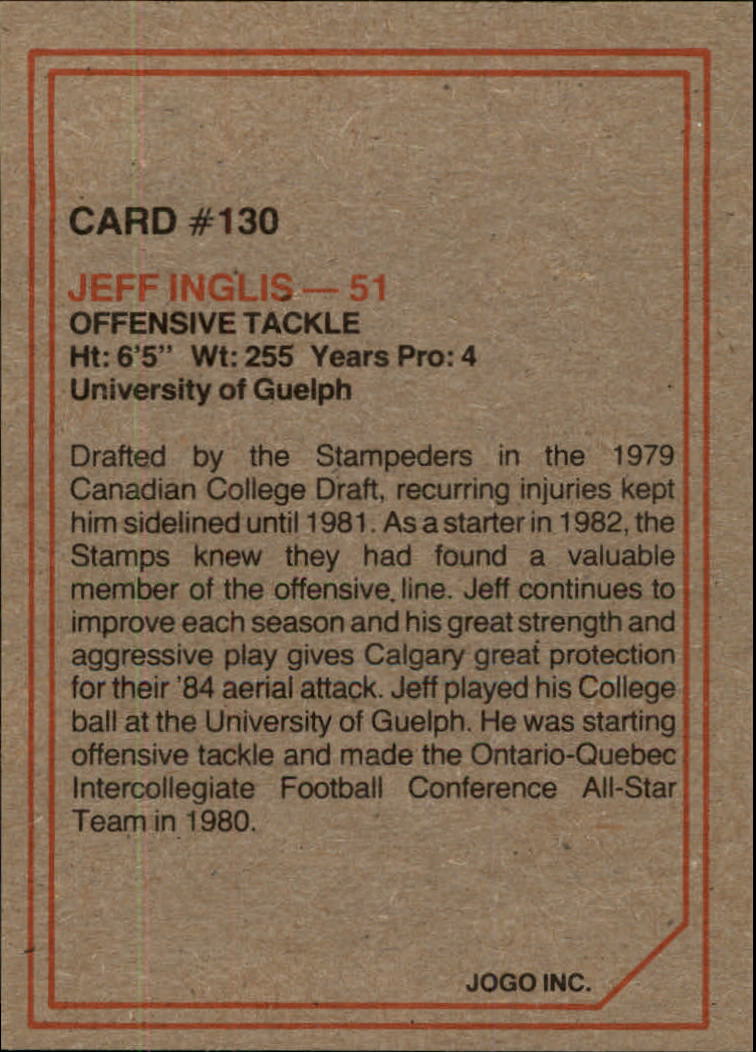 CARD #130
JEFF INGLIS — 51
OFFENSIVE TACKLE
Ht: 6'5" Wt: 255 Years Pro: 4
University of Guelph
Drafted by the Stampeders in the 1979
Canadian College Draft, recurring injuries kept
him sidelined until 1981. As a starter in 1982, the
Stamps knew they had found a valuable
member of the offensive line. Jeff continues to
improve each season and his great strength and
aggressive play gives Calgary great protection
for their '84 aerial attack. Jeff played his College
ball at the University of Guelph. He was starting
offensive tackle and made the Ontario-Quebec
Intercollegiate Football Conference All-Star
Team in 1980.
JOGO INC.